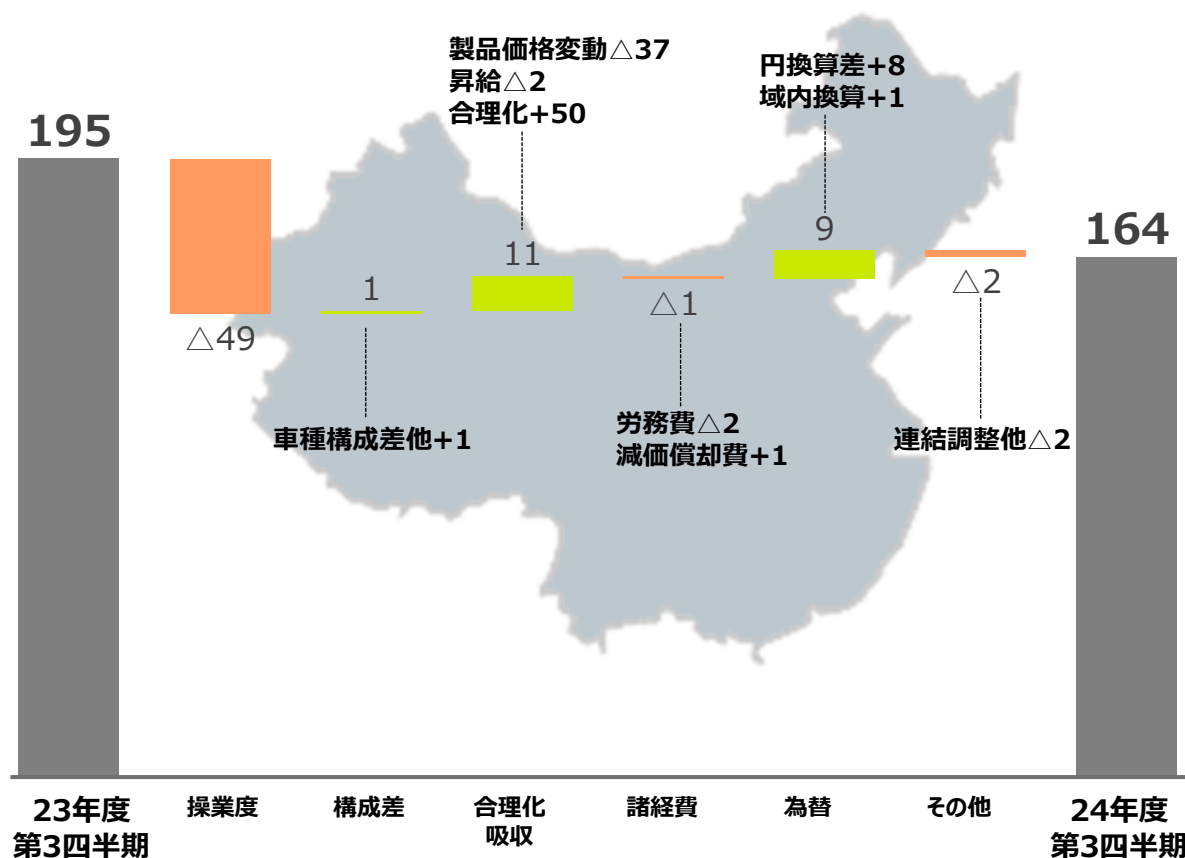 製品価格変動△37
昇給△2
合理化+50
円換算差+8
域内換算+1
195
164
△49
1
11
△1
9
△2
車種構成差他+1
労務費△2
減価償却費+1
連結調整他△2
23年度
第3四半期
操業度
構成差
合理化
吸収
諸経費
為替
その他
24年度
第3四半期